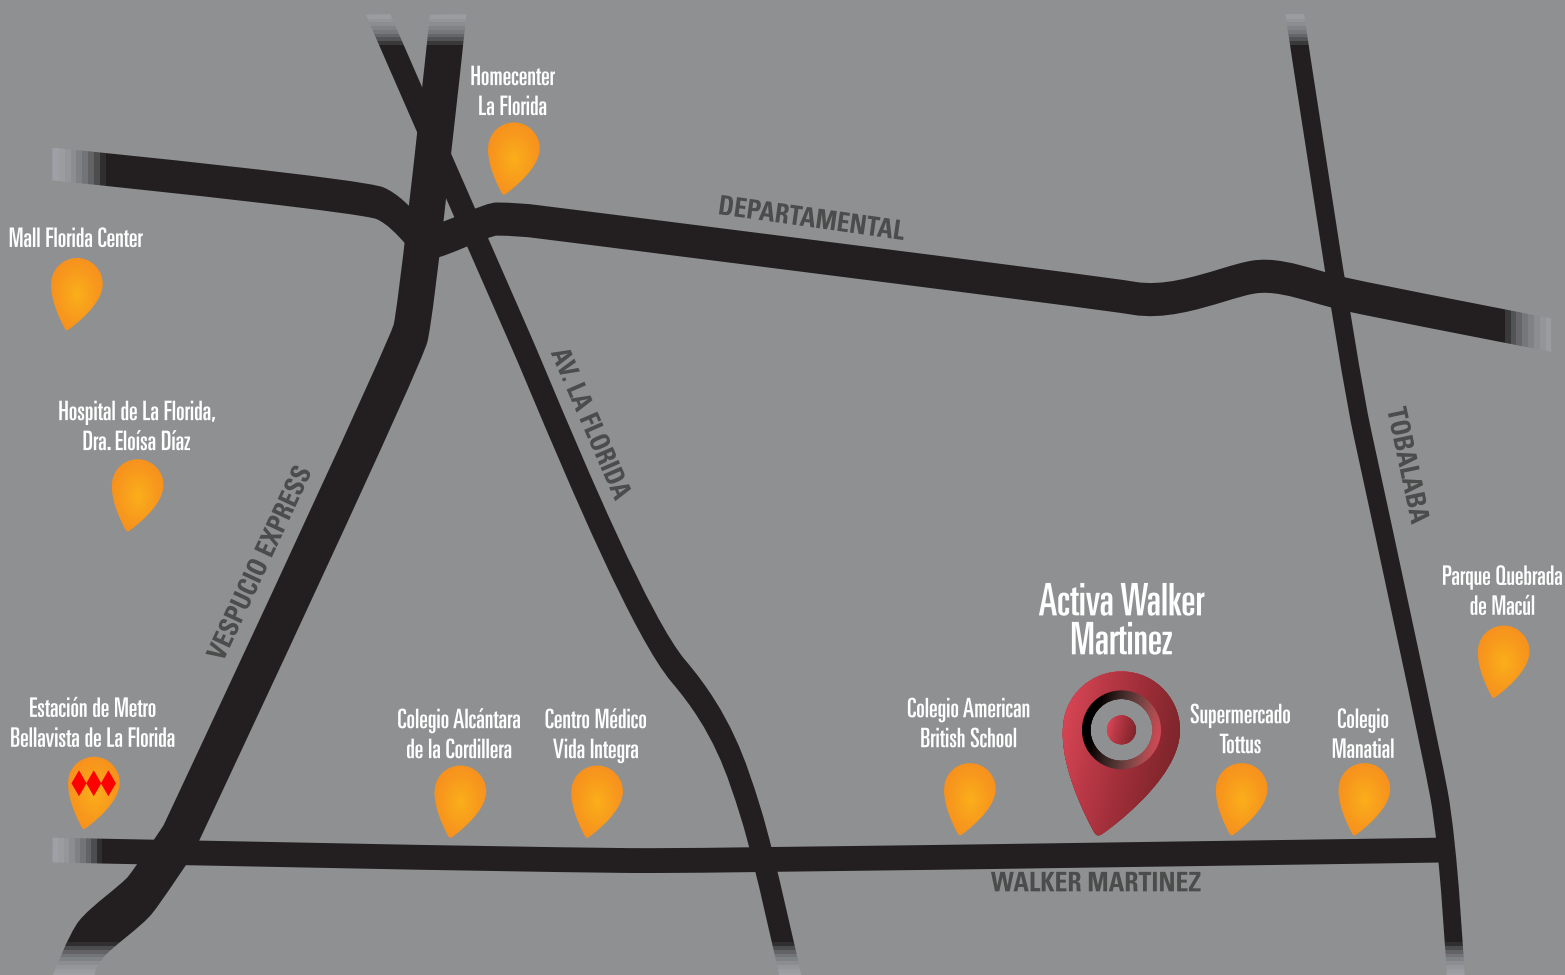 Homecenter
La Florida
DEPARTAMENTAL
Mall Florida Center
Hospital de La Florida,
Dra. Eloísa Díaz
VESPUCIO EXPRESS
AV. LA FLORIDA
TOBALABA
Parque Quebrada
de Macúl
Activa Walker
Martinez
Estación de Metro
Bellavista de La Florida
Colegio Alcántara
de la Cordillera
Centro Médico
Vida Integra
Colegio American
British School
Supermercado
Tottus
Colegio
Manatial
WALKER MARTINEZ